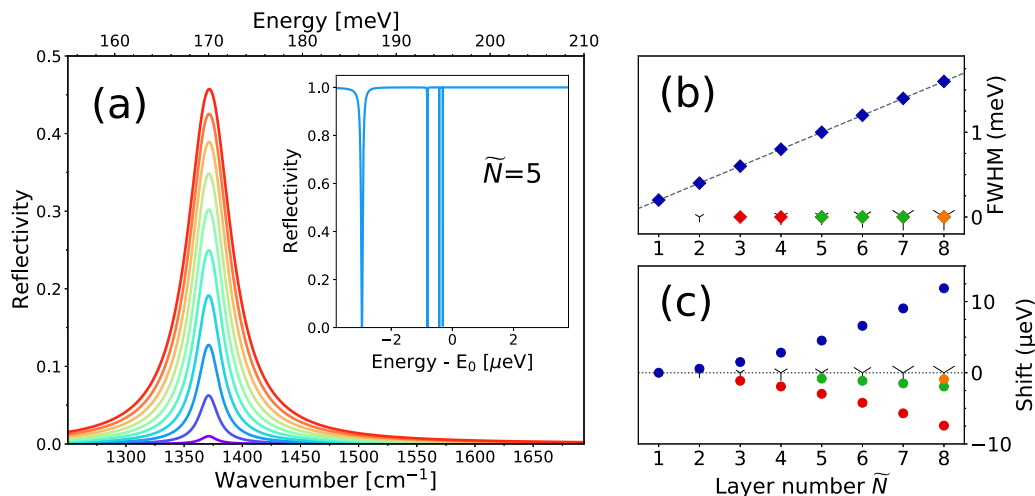 Energy [meV]
160 170 180 190 200 210
0.5
0.4
0.3
0.2
0.1
0.0
Reflectivity
(a)
1300 1350 1400 1450 1500 1550 1600 1650
Wavenumber [cm⁻¹]
1.0
0.8
0.6
0.4
0.2
0.0
Reflectivity
Ñ=5
−2 0 2
Energy - E₀ [μeV]
(b)
1
0
FWHM (meV)
1 2 3 4 5 6 7 8
(c)
10
0
−10
Shift (μeV)
1 2 3 4 5 6 7 8
Layer number Ñ